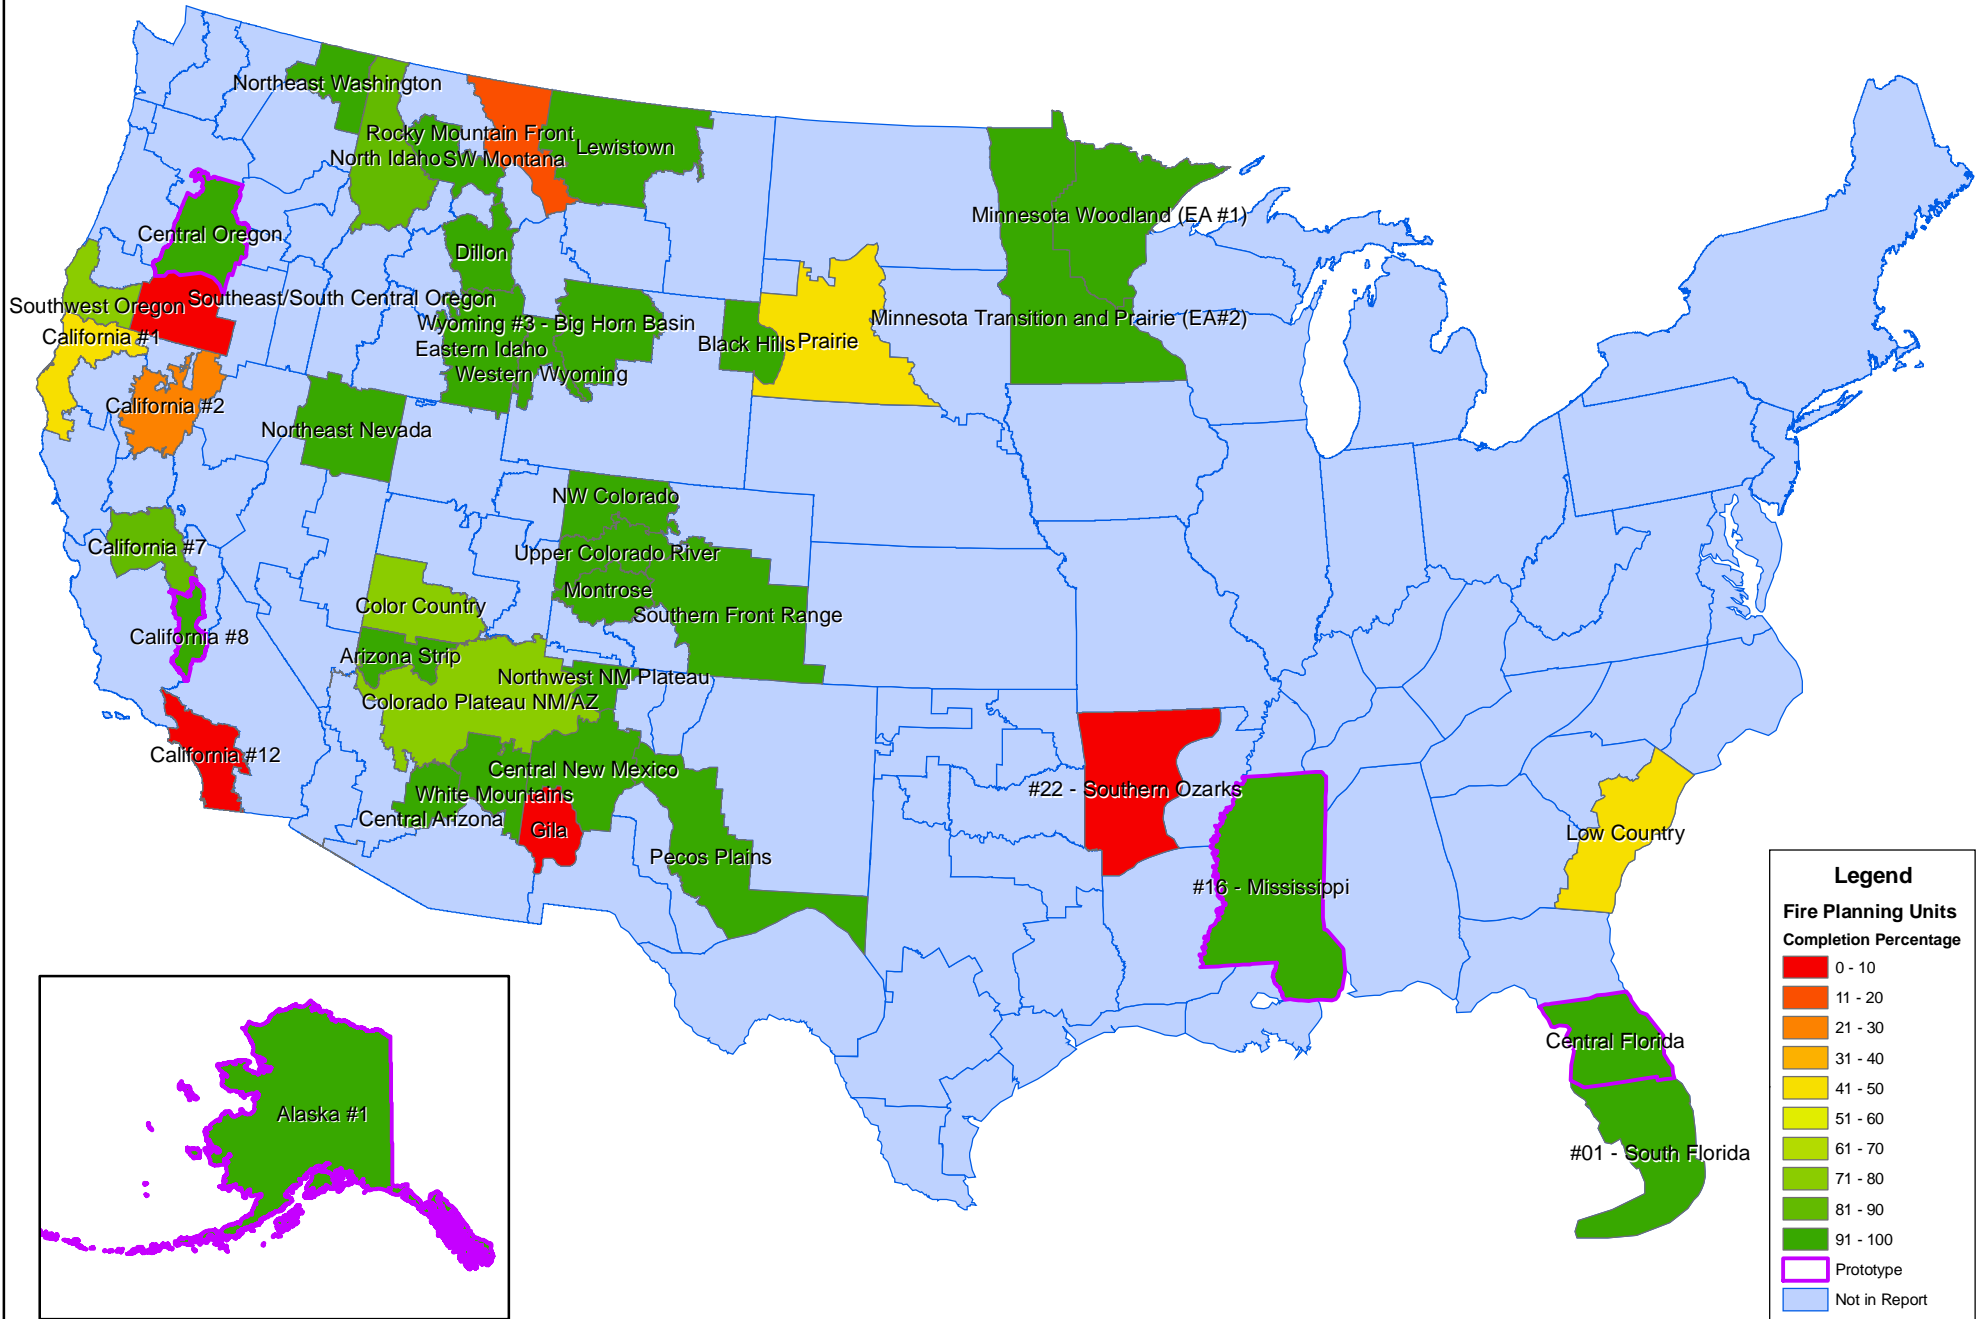 Northeast Washington
Rocky Mountain Front
Lewistown
North Idaho
SW Montana
Minnesota Woodland (EA #1)
Central Oregon
Dillon
Southwest Oregon
Southeast/South Central Oregon
Minnesota Transition and Prairie (EA#2)
Wyoming #3 - Big Horn Basin
California #1
Black Hills
Prairie
Eastern Idaho
Western Wyoming
California #2
Northeast Nevada
NW Colorado
California #7
Upper Colorado River
Montrose
Color Country
Southern Front Range
California #8
Arizona Strip
Northwest NM Plateau
Colorado Plateau NM/AZ
California #12
Central New Mexico
#22 - Southern Ozarks
White Mountains
Central Arizona
Gila
Low Country
Pecos Plains
#16 - Mississippi
Central Florida
Alaska #1
#01 - South Florida
Legend
Fire Planning Units
Completion Percentage
0 - 10
11 - 20
21 - 30
31 - 40
41 - 50
51 - 60
61 - 70
71 - 80
81 - 90
91 - 100
Prototype
Not in Report